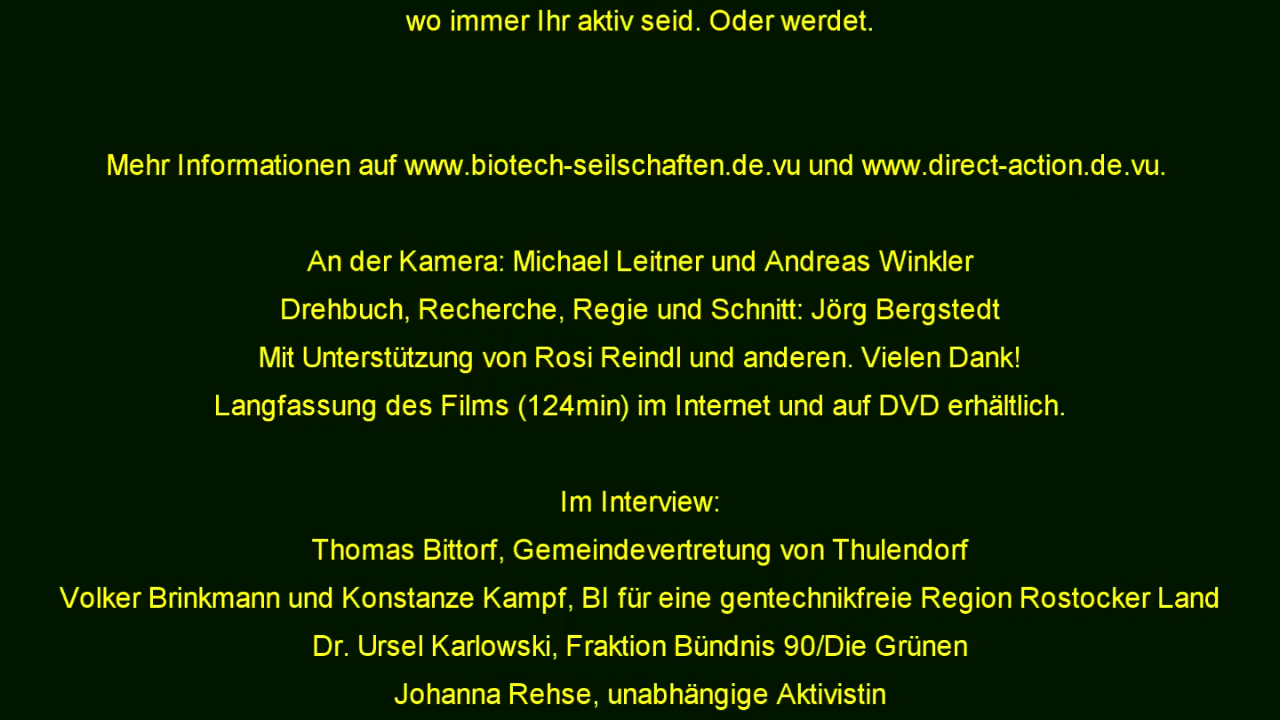 wo immer Ihr aktiv seid. Oder werdet.
Mehr Informationen auf www.biotech-seilschaften.de.vu und www.direct-action.de.vu.
An der Kamera: Michael Leitner und Andreas Winkler
Drehbuch, Recherche, Regie und Schnitt: Jörg Bergstedt
Mit Unterstützung von Rosi Reindl und anderen. Vielen Dank!
Langfassung des Films (124min) im Internet und auf DVD erhältlich.
Im Interview:
Thomas Bittorf, Gemeindevertretung von Thulendorf
Volker Brinkmann und Konstanze Kampf, BI für eine gentechnikfreie Region Rostocker Land
Dr. Ursel Karlowski, Fraktion Bündnis 90/Die Grünen
Johanna Rehse, unabhängige Aktivistin